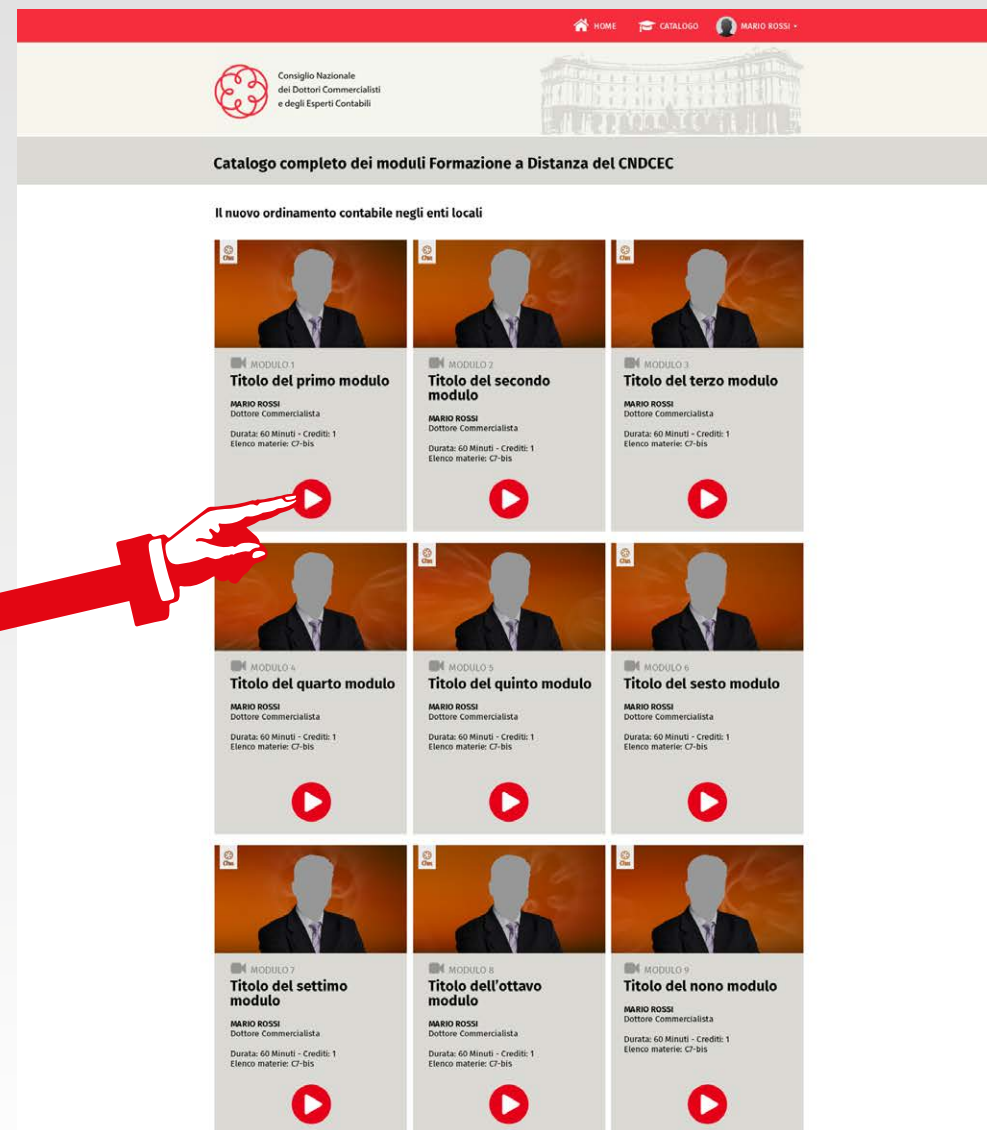 HOME
CATALOGO
MARIO ROSSI
Consiglio Nazionale
dei Dottori Commercialisti
e degli Esperti Contabili
Catalogo completo dei moduli Formazione a Distanza del CNDCEC
Il nuovo ordinamento contabile negli enti locali
MODULO 1
Titolo del primo modulo
MARIO ROSSI
Dottore Commercialista
Durata: 60 Minuti - Crediti: 1
Elenco materie: C7-bis
MODULO 2
Titolo del secondo
modulo
MARIO ROSSI
Dottore Commercialista
Durata: 60 Minuti - Crediti: 1
Elenco materie: C7-bis
MODULO 3
Titolo del terzo modulo
MARIO ROSSI
Dottore Commercialista
Durata: 60 Minuti - Crediti: 1
Elenco materie: C7-bis
MODULO 4
Titolo del quarto modulo
MARIO ROSSI
Dottore Commercialista
Durata: 60 Minuti - Crediti: 1
Elenco materie: C7-bis
MODULO 5
Titolo del quinto modulo
MARIO ROSSI
Dottore Commercialista
Durata: 60 Minuti - Crediti: 1
Elenco materie: C7-bis
MODULO 6
Titolo del sesto modulo
MARIO ROSSI
Dottore Commercialista
Durata: 60 Minuti - Crediti: 1
Elenco materie: C7-bis
MODULO 7
Titolo del settimo
modulo
MARIO ROSSI
Dottore Commercialista
Durata: 60 Minuti - Crediti: 1
Elenco materie: C7-bis
MODULO 8
Titolo dell'ottavo
modulo
MARIO ROSSI
Dottore Commercialista
Durata: 60 Minuti - Crediti: 1
Elenco materie: C7-bis
MODULO 9
Titolo del nono modulo
MARIO ROSSI
Dottore Commercialista
Durata: 60 Minuti - Crediti: 1
Elenco materie: C7-bis